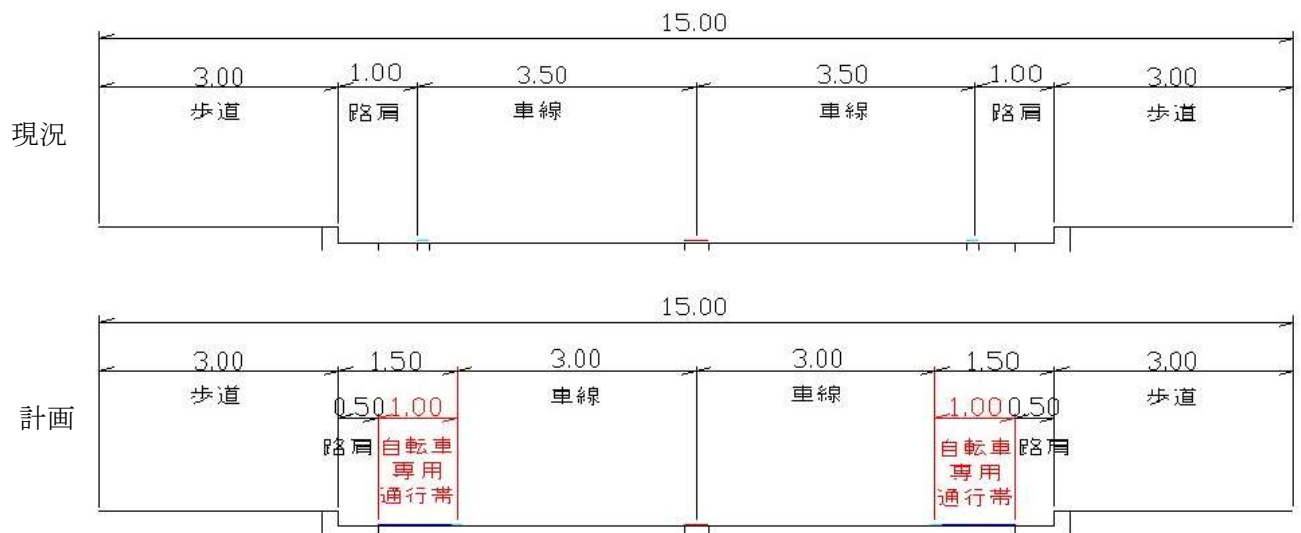 15.00
3.00 1.00 3.50 3.50 1.00 3.00
歩道 路肩 車線 車線 路肩 歩道
現況
15.00
3.00 1.50 3.00 3.00 1.50 3.00
歩道 車線 車線 歩道
計画
0.50 1.00 1.00 0.50
路肩 自転車 自転車 路肩
専用 専用
通行帯 通行帯